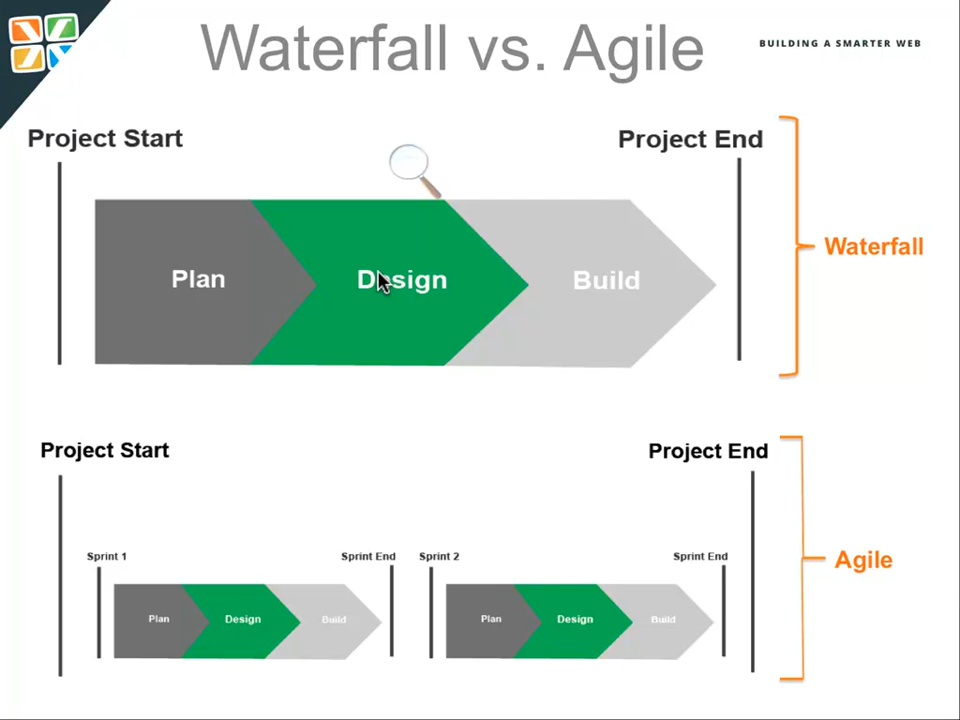 Waterfall vs. Agile
BUILDING A SMARTER WEB
Project Start
Project End
Plan
Design
Build
Waterfall
Project Start
Project End
Sprint 1
Sprint End
Sprint 2
Sprint End
Plan
Design
Build
Plan
Design
Build
Agile